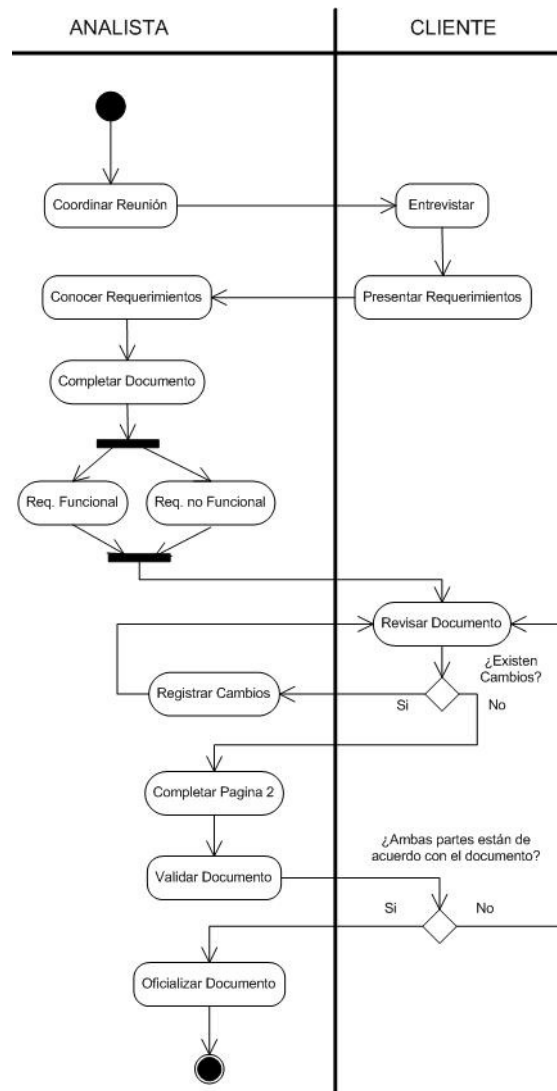 ANALISTA
CLIENTE
Coordinar Reunión
Entrevistar
Conocer Requerimientos
Presentar Requerimientos
Completar Documento
Req. Funcional
Req. no Funcional
Revisar Documento
¿Existen
Cambios?
Registrar Cambios
Si
No
Completar Pagina 2
¿Ambas partes están de
acuerdo con el documento?
Validar Documento
Si
No
Oficializar Documento